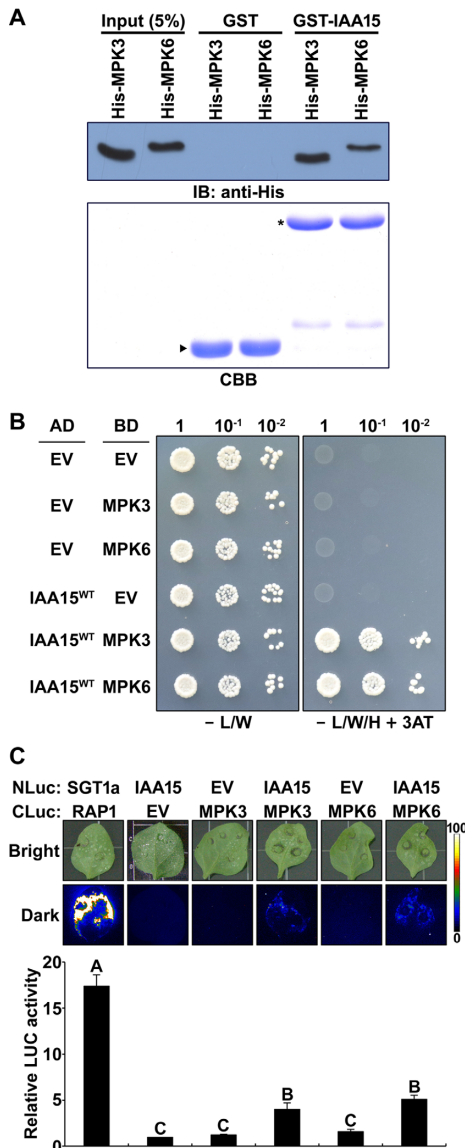 A
Input (5%) GST GST-IAA15
His-MPK3 His-MPK6 His-MPK3 His-MPK6 His-MPK3 His-MPK6
IB: anti-His
*
CBB
B
AD BD 1 10-1 10-2 1 10-1 10-2
EV EV
EV MPK3
EV MPK6
IAA15WT EV
IAA15WT MPK3
IAA15WT MPK6
– L/W – L/W/H + 3AT
C
NLuc: SGT1a IAA15 EV IAA15 EV IAA15
CLuc: RAP1 EV MPK3 MPK3 MPK6 MPK6
Bright
Dark
100
0
Relative LUC activity
20
15
10
5
0
A C C B C B